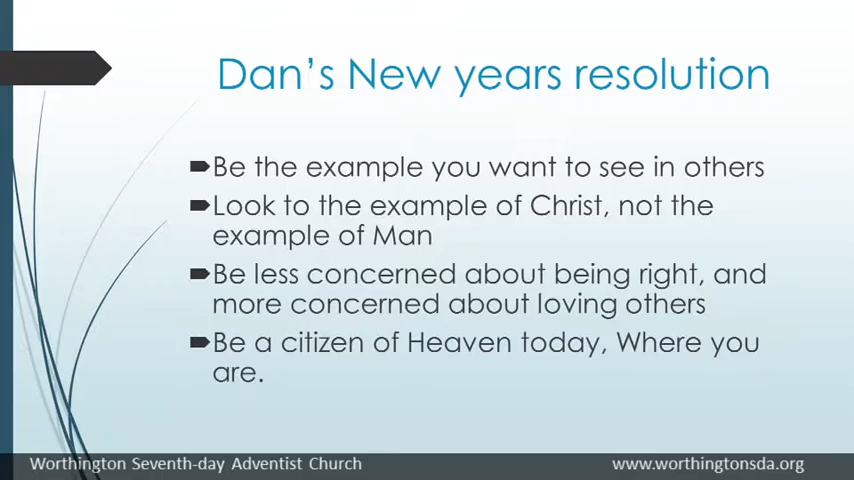 Dan’s New years resolution
Be the example you want to see in others
Look to the example of Christ, not the
example of Man
Be less concerned about being right, and
more concerned about loving others
Be a citizen of Heaven today, Where you
are.
Worthington Seventh-day Adventist Church
www.worthingtonsda.org